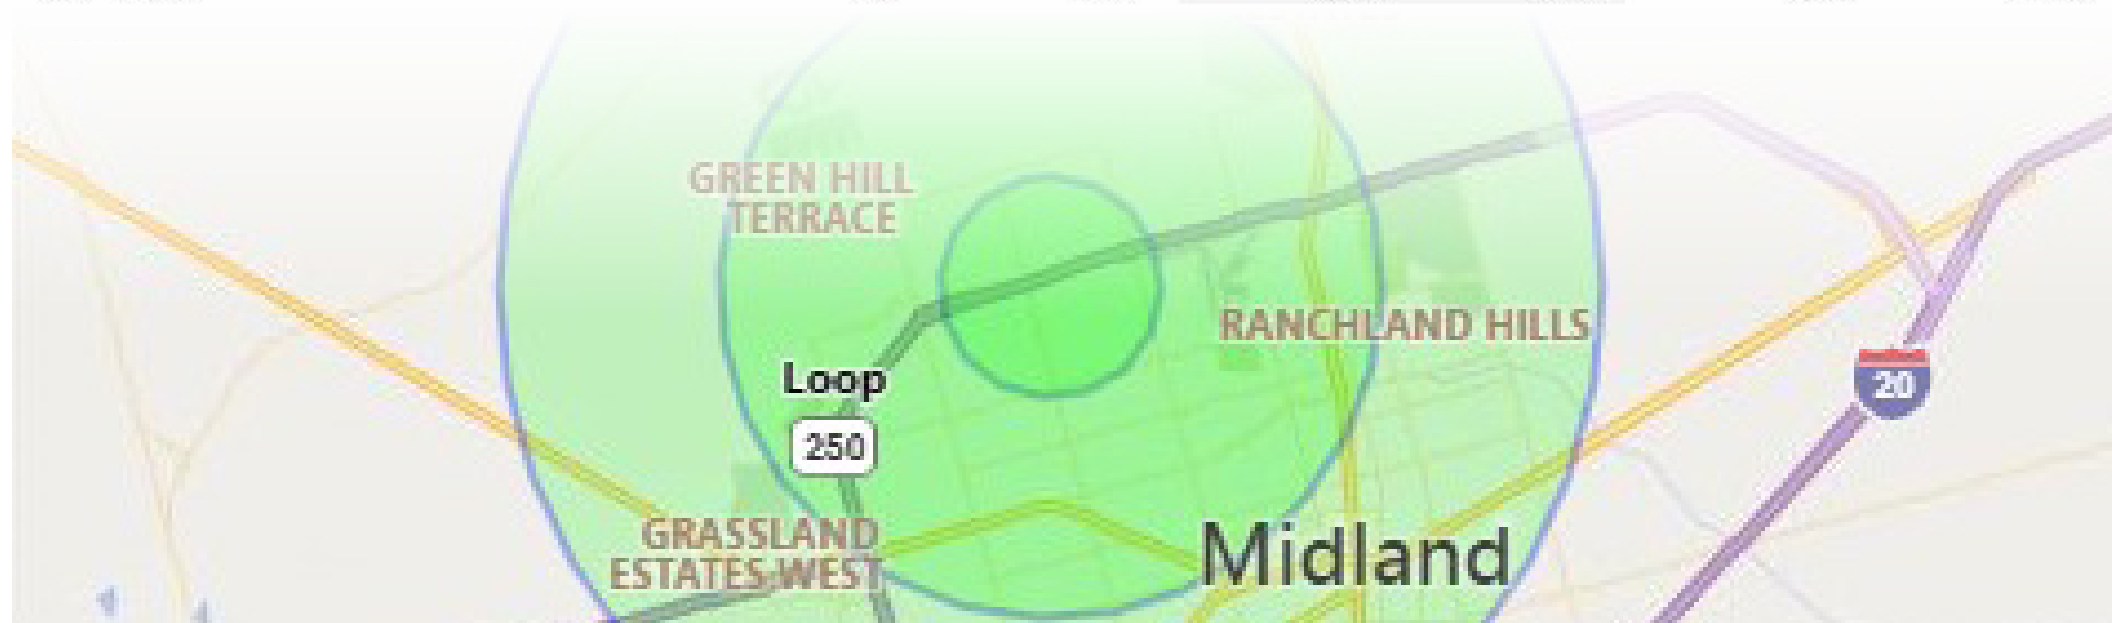 GREEN HILL
TERRACE
RANCHLAND HILLS
Loop
250
20
GRASSLAND
ESTATES WEST
Midland